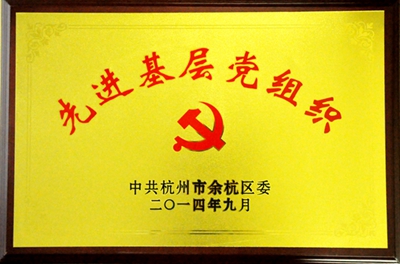 先进基层党组织
中共杭州市余杭区委
二〇一四年九月